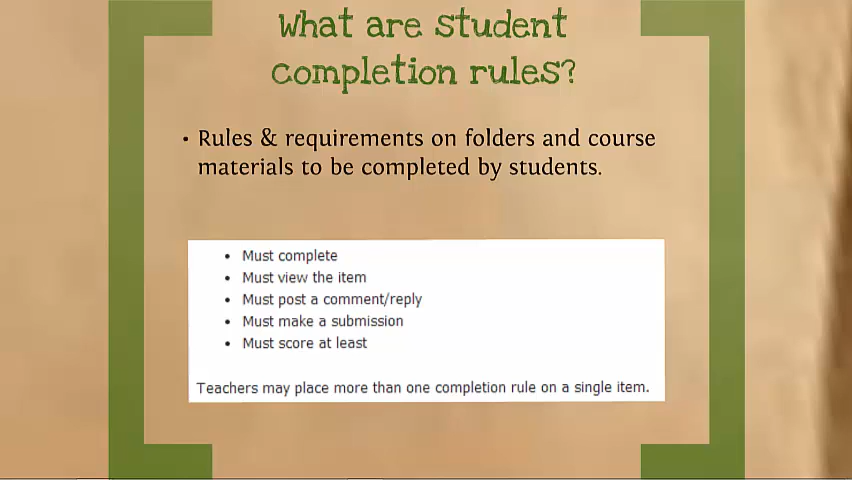 What are student
completion rules?
• Rules & requirements on folders and course
materials to be completed by students.
• Must complete
• Must view the item
• Must post a comment/reply
• Must make a submission
• Must score at least
Teachers may place more than one completion rule on a single item.